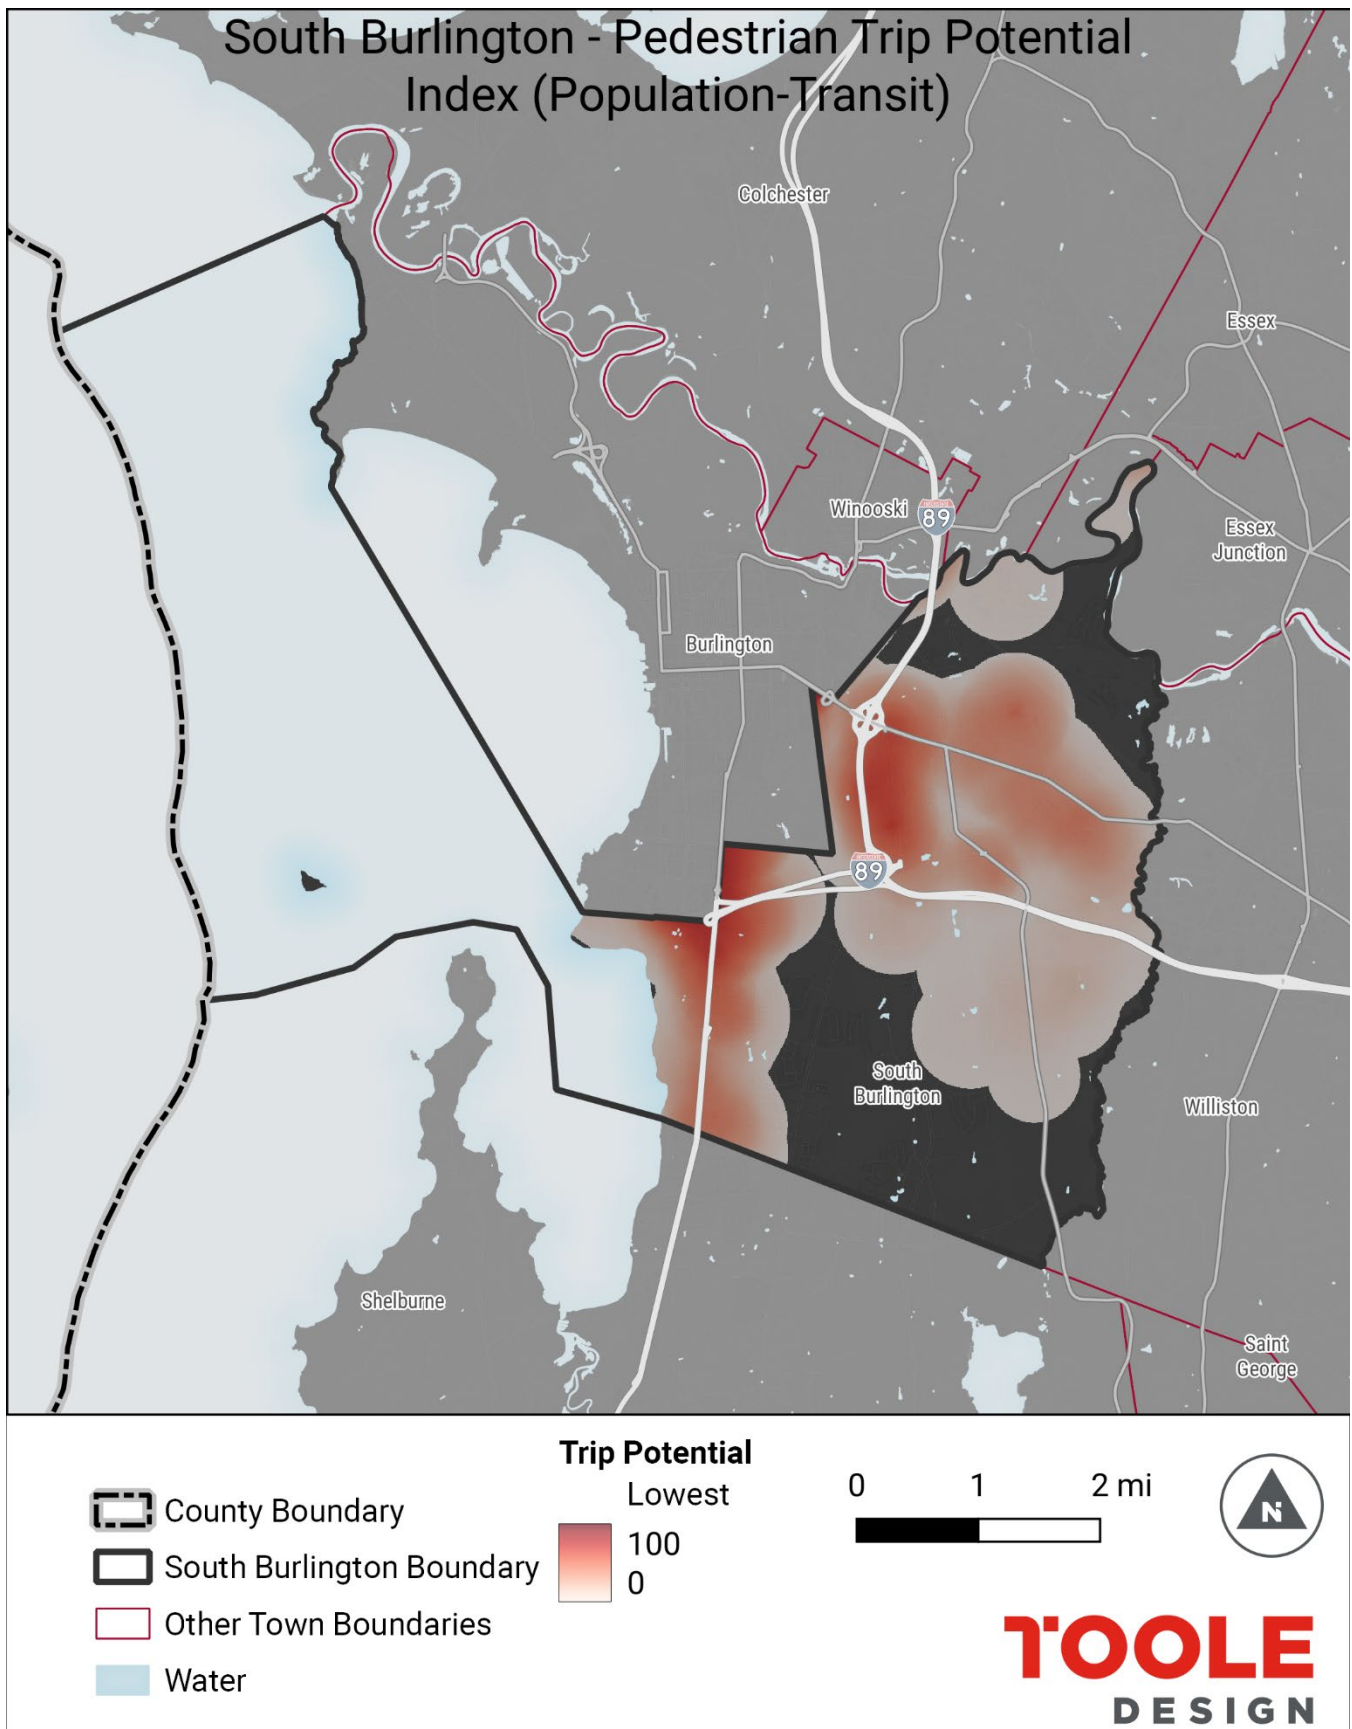 South Burlington - Pedestrian Trip Potential
Index (Population-Transit)
Colchester
Essex
Winooski
89
Essex
Junction
Burlington
89
South
Burlington
Williston
Shelburne
Saint
George
Trip Potential
Lowest
100
0
County Boundary
South Burlington Boundary
Other Town Boundaries
Water
0 1 2 mi
N
TOOLE
DESIGN